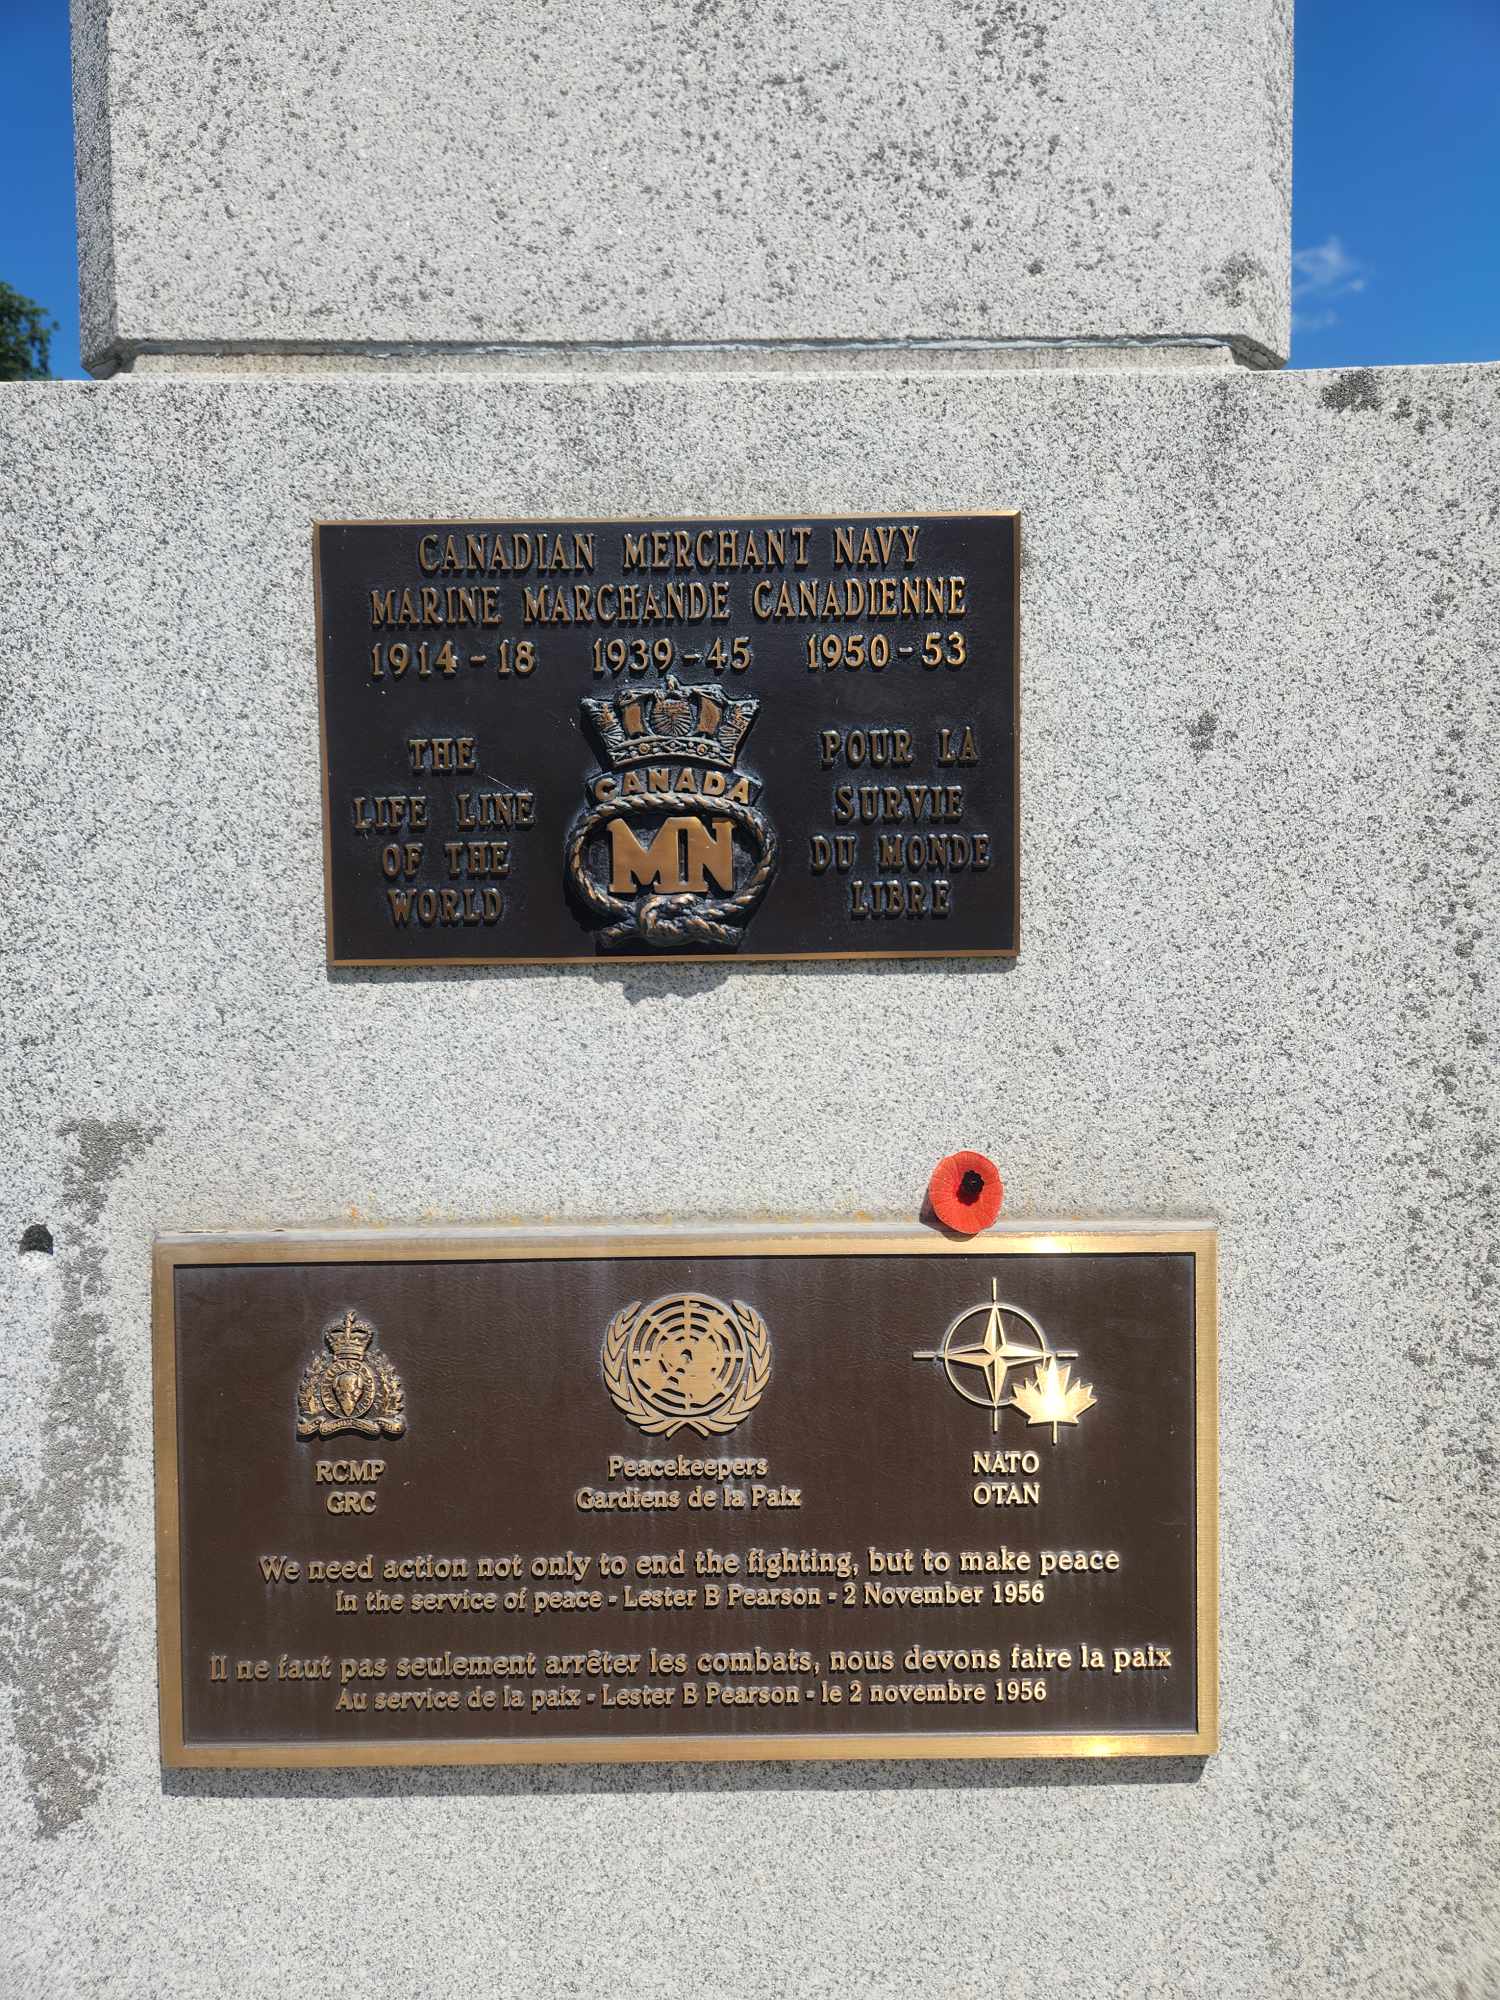 CANADIAN MERCHANT NAVY
MARINE MARCHANDE CANADIENNE
1914-18 1939-45 1950-53
THE
LIFE LINE
OF THE
WORLD
CANADA
MN
POUR LA
SURVIE
DU MONDE
LIBRE
RCMP
GRC
Peacekeepers
Gardiens de la Paix
NATO
OTAN
We need action not only to end the fighting, but to make peace
In the service of peace - Lester B Pearson - 2 November 1956
Il ne faut pas seulement arrêter les combats, nous devons faire la paix
Au service de la paix - Lester B Pearson - le 2 novembre 1956